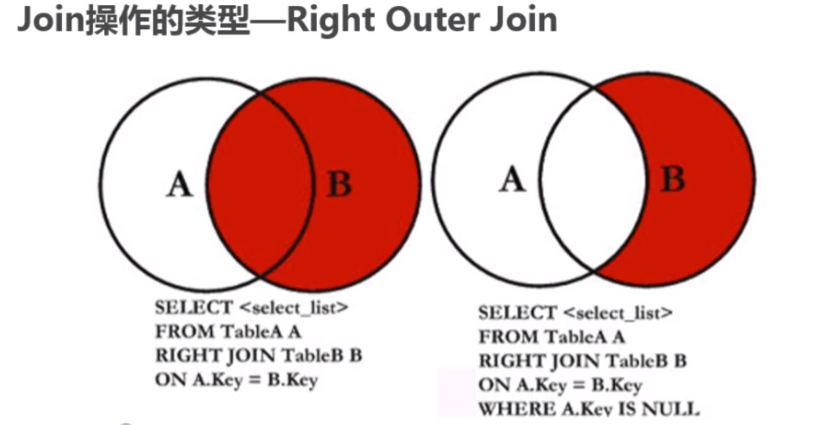 Join操作的类型—Right Outer Join
A
B
SELECT <select_list>
FROM TableA A
RIGHT JOIN TableB B
ON A.Key = B.Key
A
B
SELECT <select_list>
FROM TableA A
RIGHT JOIN TableB B
ON A.Key = B.Key
WHERE A.Key IS NULL